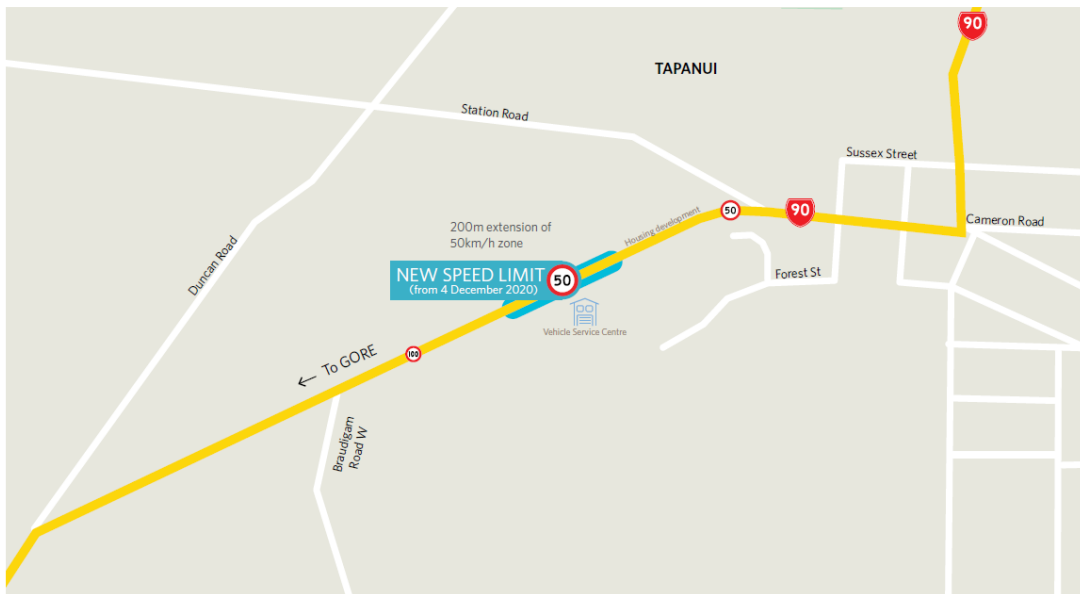 90
TAPANUI
Station Road
Sussex Street
50
90
Cameron Road
Housing development
200m extension of
50km/h zone
Duncan Road
NEW SPEED LIMIT
(from 4 December 2020)
50
Forest St
Vehicle Service Centre
100
← To GORE
Braudigam
Road W